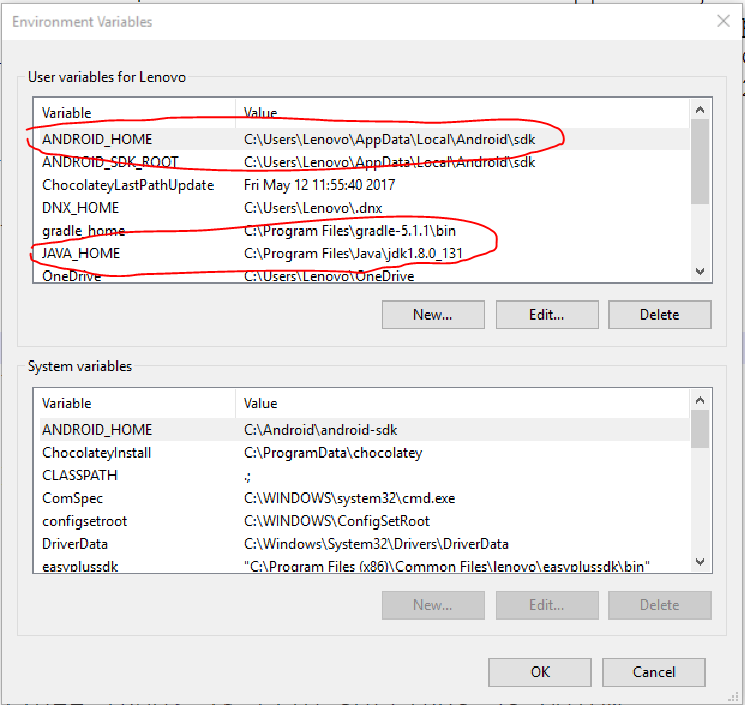 Environment Variables
User variables for Lenovo
Variable Value
ANDROID_HOME C:\Users\Lenovo\AppData\Local\Android\sdk
ANDROID_SDK_ROOT C:\Users\Lenovo\AppData\Local\Android\sdk
ChocolateyLastPathUpdate Fri May 12 11:55:40 2017
DNX_HOME C:\Users\Lenovo\.dnx
gradle_home C:\Program Files\gradle-5.1.1\bin
JAVA_HOME C:\Program Files\Java\jdk1.8.0_131
OneDrive C:\Users\Lenovo\OneDrive
New... Edit... Delete
System variables
Variable Value
ANDROID_HOME C:\Android\android-sdk
ChocolateyInstall C:\ProgramData\chocolatey
CLASSPATH .;
ComSpec C:\WINDOWS\system32\cmd.exe
configsetroot C:\WINDOWS\ConfigSetRoot
DriverData C:\Windows\System32\Drivers\DriverData
easyplussdk "C:\Program Files (x86)\Common Files\lenovo\easyplussdk\bin"
New... Edit... Delete
OK Cancel